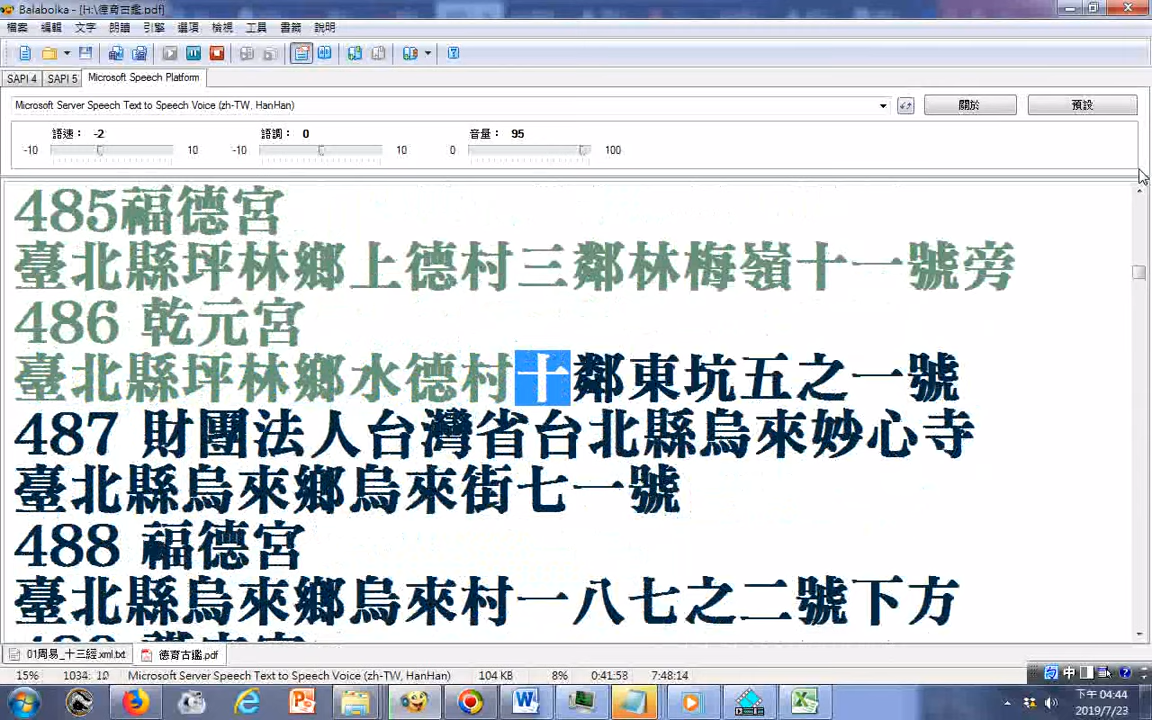 Balabolka - [H:\德育古鑑.pdf]
檔案 編輯 文字 朗讀 引擎 選項 檢視 工具 書籤 說明
SAPI 4 SAPI 5 Microsoft Speech Platform
Microsoft Server Speech Text to Speech Voice (zh-TW, HanHan) 關於 預設
語速： -2 語調： 0 音量： 95
-10 10 -10 10 0 100
485福德宮
臺北縣坪林鄉上德村三鄰林梅嶺十一號旁
486 乾元宮
臺北縣坪林鄉水德村十鄰東坑五之一號
487 財團法人台灣省台北縣烏來妙心寺
臺北縣烏來鄉烏來街七一號
488 福德宮
臺北縣烏來鄉烏來村一八七之二號下方
01周易_十三經.xml.txt 德育古鑑.pdf
15% 1034: 10 Microsoft Server Speech Text to Speech Voice (zh-TW, HanHan) 104 KB 8% 0:41:58 7:48:14
中
下午 04:44
2019/7/23